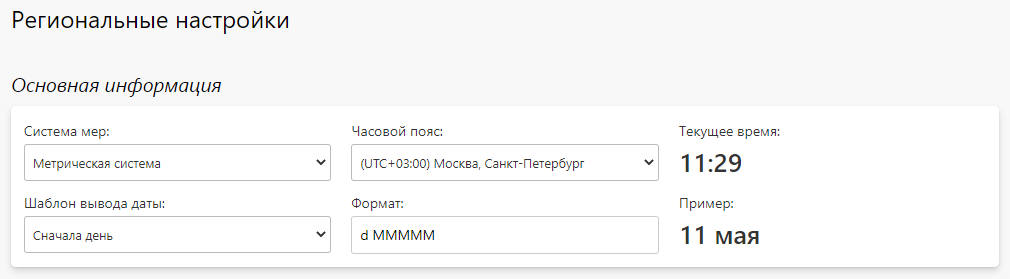 Региональные настройки
Основная информация
Система мер:
Метрическая система
Часовой пояс:
(UTC+03:00) Москва, Санкт-Петербург
Текущее время:
11:29
Шаблон вывода даты:
Сначала день
Формат:
d MMMMM
Пример:
11 мая